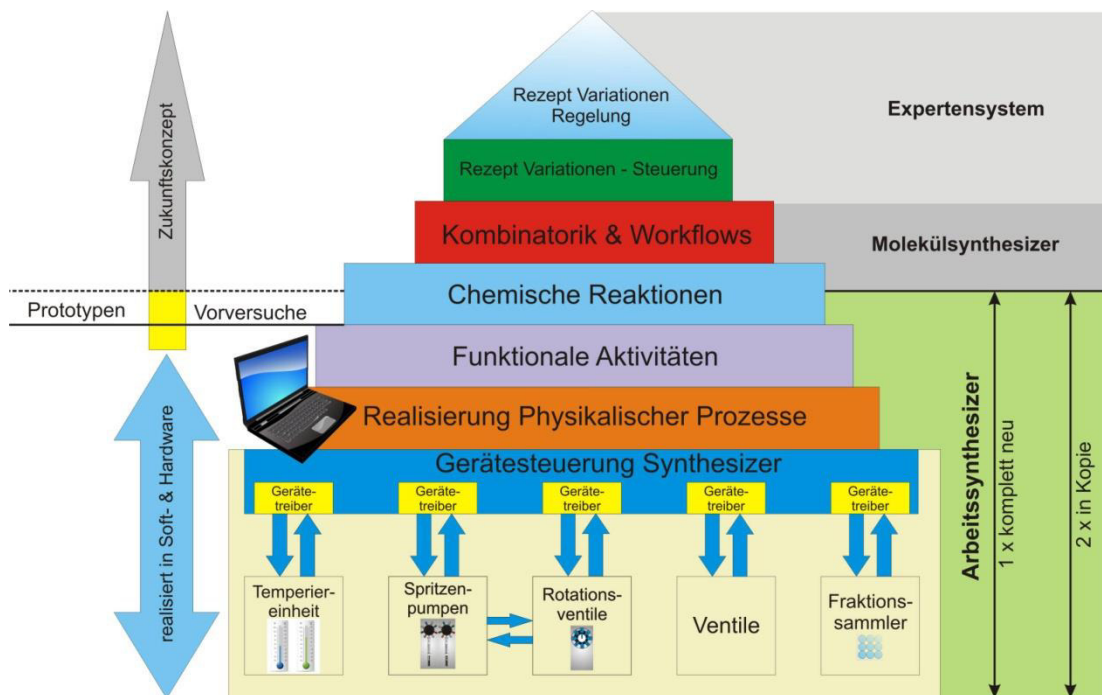 Rezept Variationen
Regelung
Expertensystem
Zukunftskonzept
Rezept Variationen - Steuerung
Kombinatorik & Workflows
Molekülsynthesizer
Prototypen
Vorversuche
Chemische Reaktionen
Funktionale Aktivitäten
Realisierung Physikalischer Prozesse
Gerätesteuerung Synthesizer
Geräte-
treiber
Geräte-
treiber
Geräte-
treiber
Geräte-
treiber
Geräte-
treiber
realisiert in Soft- & Hardware
Temperier-
einheit
Spritzen-
pumpen
Rotations-
ventile
Ventile
Fraktions-
sammler
Arbeitssynthesizer
1 x komplett neu
2 x in Kopie